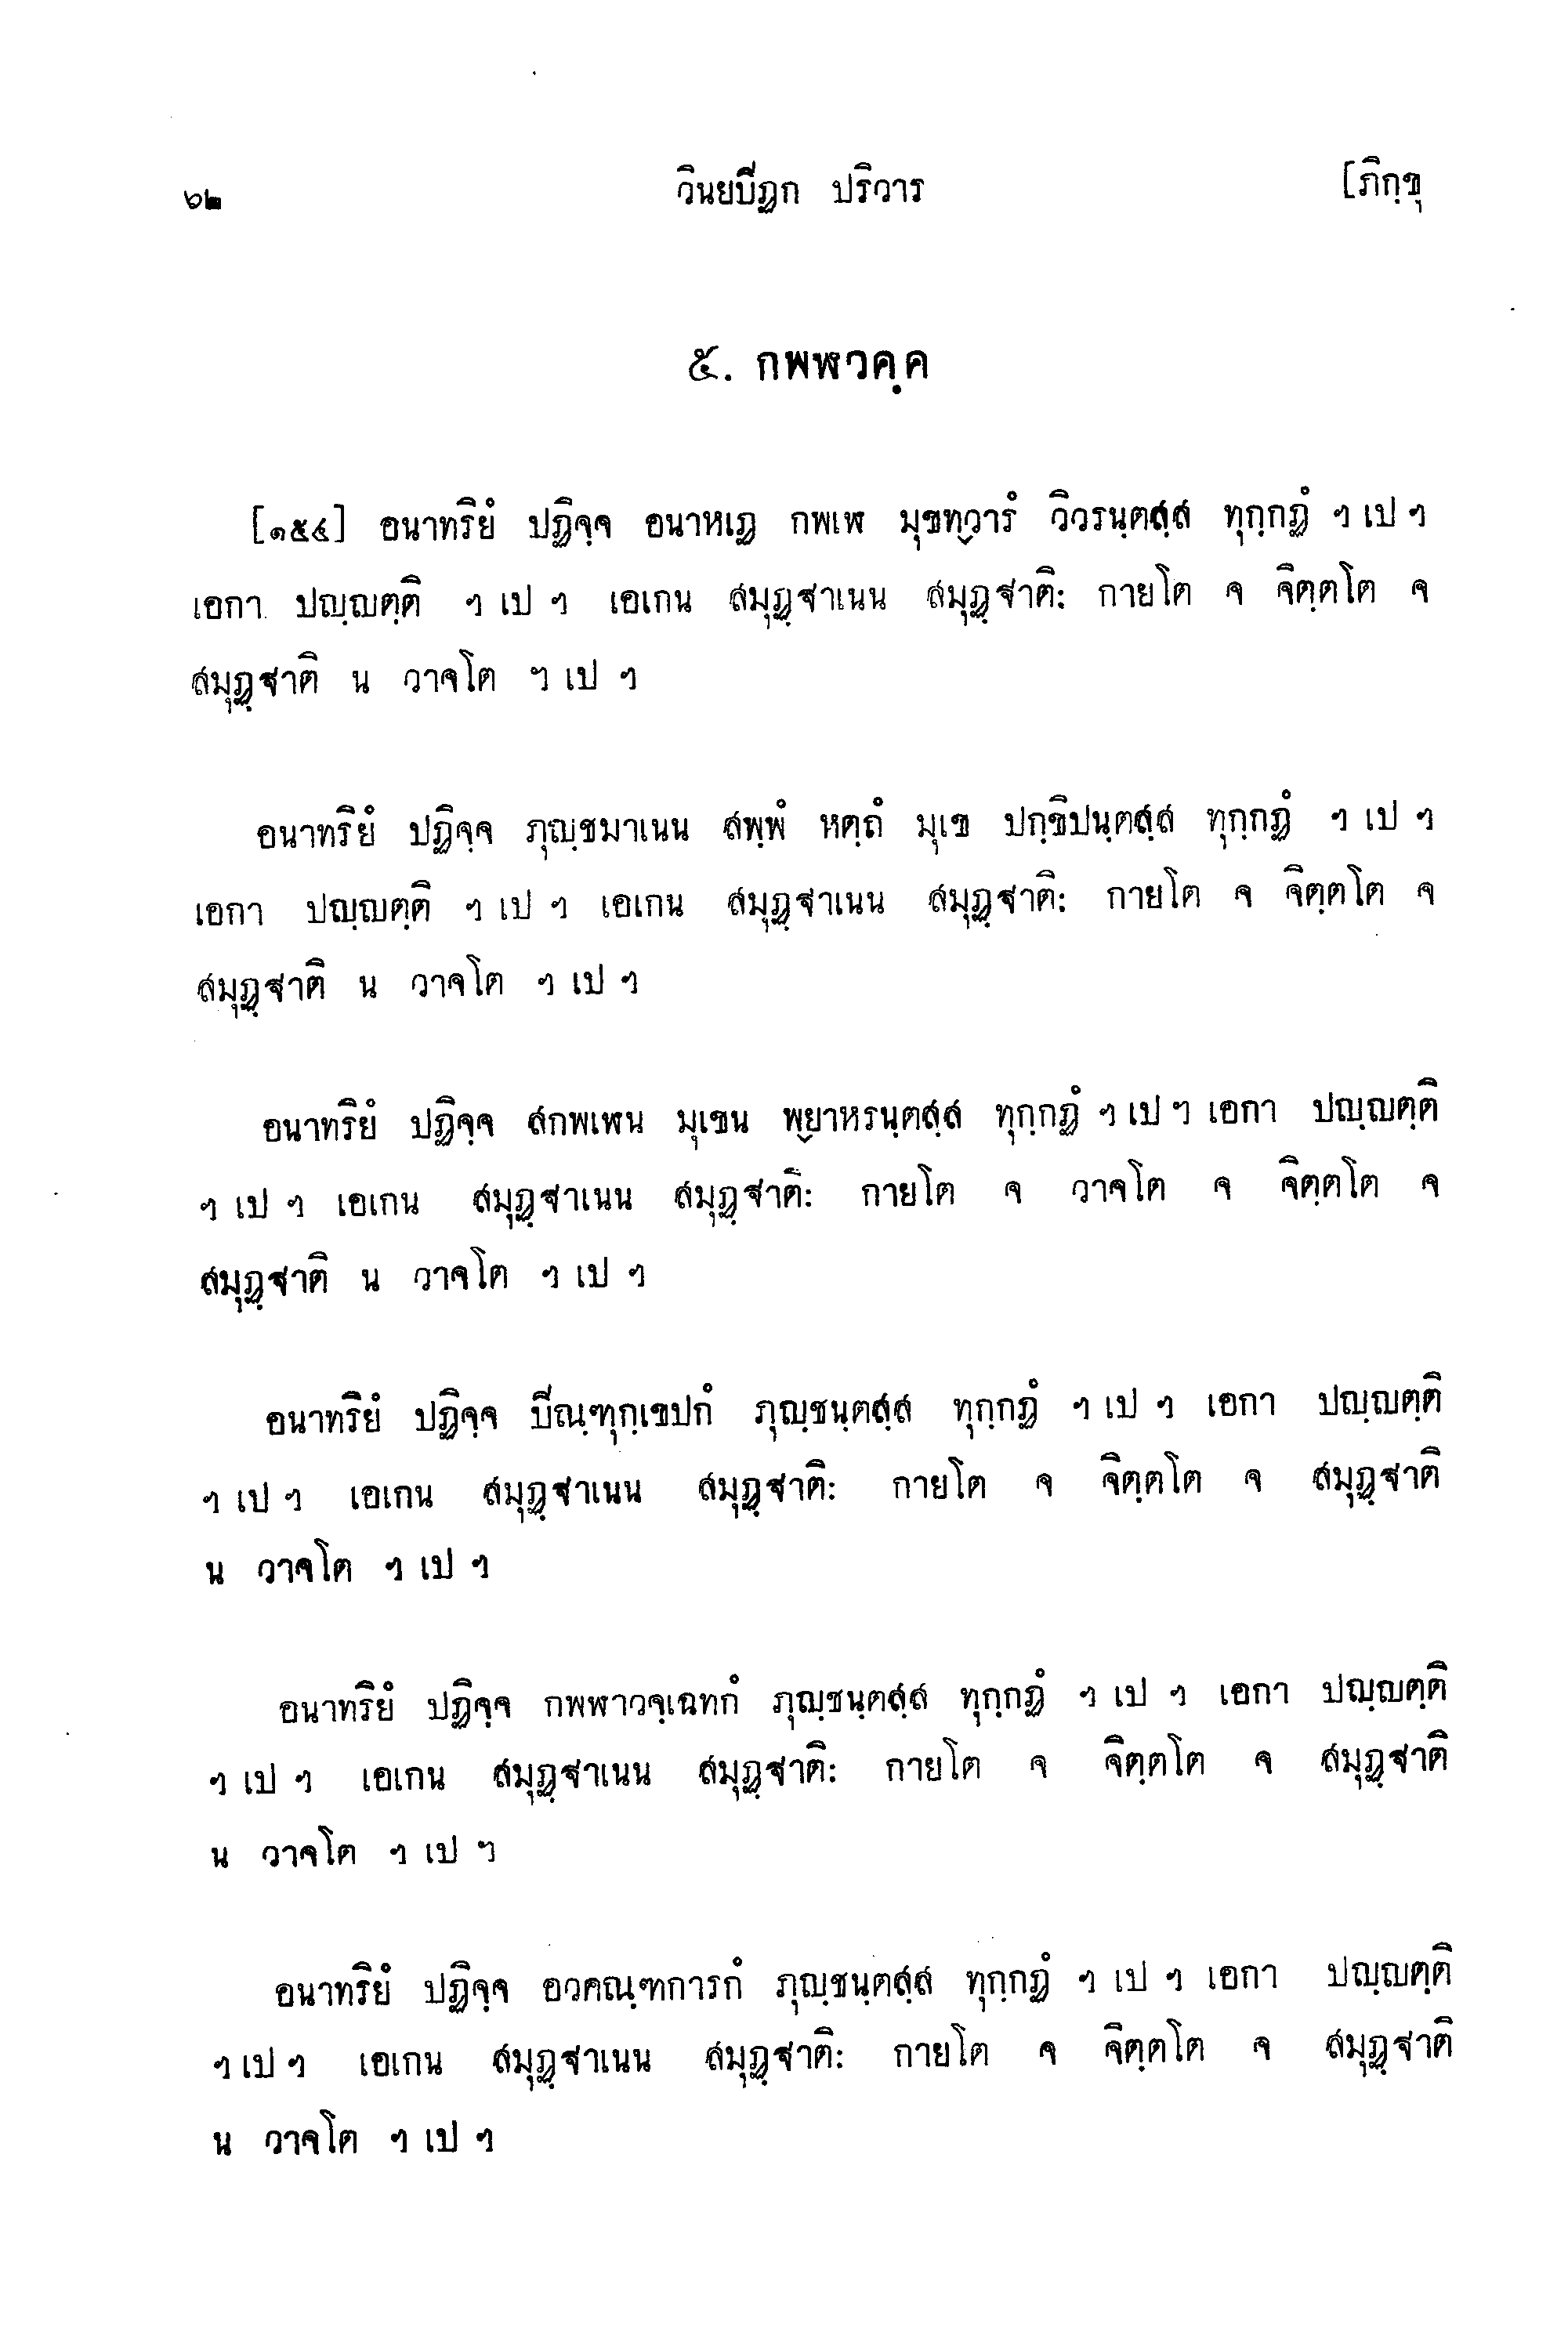 ๖๒ วินยปิฏก ปริวาร [ภิกฺขุ
๕. กพฬวคฺค
[๑๕๔] อนาทริยํ ปฏิจฺจ อนาหเฏ กพเฬ มุขทฺวารํ วิวรนฺตสฺส ทุกฺกฏํ ฯ เป ฯ
เอกา ปญฺญตฺติ ฯ เป ฯ เอเกน สมุฏฺฐาเนน สมุฏฺฐาติ: กายโต จ จิตฺตโต จ
สมุฏฺฐาติ น วาจโต ฯ เป ฯ
อนาทริยํ ปฏิจฺจ ภุญฺชมาเนน สพฺพํ หตฺถํ มุเข ปกฺขิปนฺตสฺส ทุกฺกฏํ ฯ เป ฯ
เอกา ปญฺญตฺติ ฯ เป ฯ เอเกน สมุฏฺฐาเนน สมุฏฺฐาติ: กายโต จ จิตฺตโต จ
สมุฏฺฐาติ น วาจโต ฯ เป ฯ
อนาทริยํ ปฏิจฺจ สกพเฬน มุเขน พฺยาหรนฺตสฺส ทุกฺกฏํ ฯ เป ฯ เอกา ปญฺญตฺติ
ฯ เป ฯ เอเกน สมุฏฺฐาเนน สมุฏฺฐาติ: กายโต จ วาจโต จ จิตฺตโต จ
สมุฏฺฐาติ น วาจโต ฯ เป ฯ
อนาทริยํ ปฏิจฺจ ปิณฺฑุกฺเขปกํ ภุญฺชนฺตสฺส ทุกฺกฏํ ฯ เป ฯ เอกา ปญฺญตฺติ
ฯ เป ฯ เอเกน สมุฏฺฐาเนน สมุฏฺฐาติ: กายโต จ จิตฺตโต จ สมุฏฺฐาติ
น วาจโต ฯ เป ฯ
อนาทริยํ ปฏิจฺจ กพฬาวจฺเฉทกํ ภุญฺชนฺตสฺส ทุกฺกฏํ ฯ เป ฯ เอกา ปญฺญตฺติ
ฯ เป ฯ เอเกน สมุฏฺฐาเนน สมุฏฺฐาติ: กายโต จ จิตฺตโต จ สมุฏฺฐาติ
น วาจโต ฯ เป ฯ
อนาทริยํ ปฏิจฺจ อวคณฺฑการกํ ภุญฺชนฺตสฺส ทุกฺกฏํ ฯ เป ฯ เอกา ปญฺญตฺติ
ฯ เป ฯ เอเกน สมุฏฺฐาเนน สมุฏฺฐาติ: กายโต จ จิตฺตโต จ สมุฏฺฐาติ
น วาจโต ฯ เป ฯ